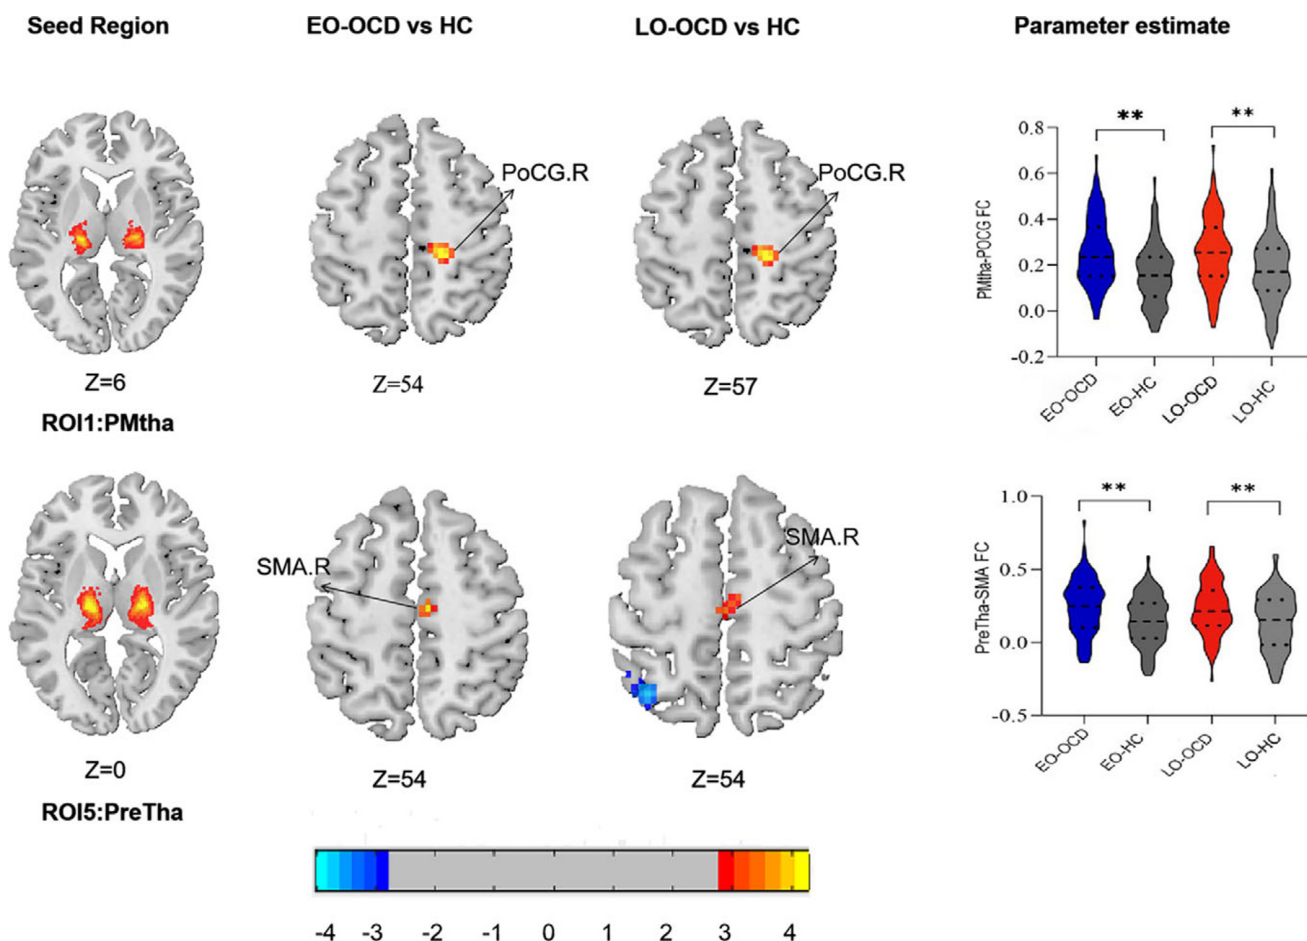 Seed Region EO-OCD vs HC LO-OCD vs HC Parameter estimate
PoCG.R PoCG.R
Z=6 Z=54 Z=57
ROI1:PMtha
** **
0.8
0.6
0.4
0.2
0.0
-0.2
PMtha-POCG FC
EO-OCD EO-HC LO-OCD LO-HC
SMA.R SMA.R
Z=0 Z=54 Z=54
ROI5:PreTha
** **
1.0
0.5
0.0
-0.5
PreTha-SMA FC
EO-OCD EO-HC LO-OCD LO-HC
-4 -3 -2 -1 0 1 2 3 4